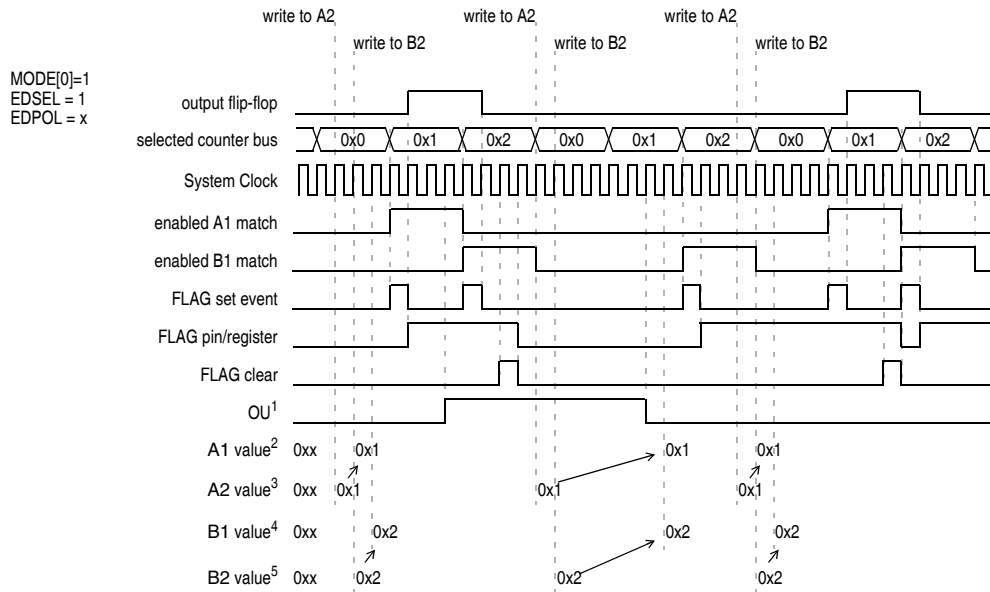 write to A2 write to A2 write to A2
write to B2 write to B2 write to B2
MODE[0]=1
EDSEL = 1
EDPOL = x
output flip-flop
selected counter bus 0x0 0x1 0x2 0x0 0x1 0x2 0x0 0x1 0x2
System Clock
enabled A1 match
enabled B1 match
FLAG set event
FLAG pin/register
FLAG clear
OU1
A1 value2 0xx 0x1 0x1 0x1
A2 value3 0xx 0x1 0x1 0x1
B1 value4 0xx 0x2 0x2 0x2
B2 value5 0xx 0x2 0x2 0x2